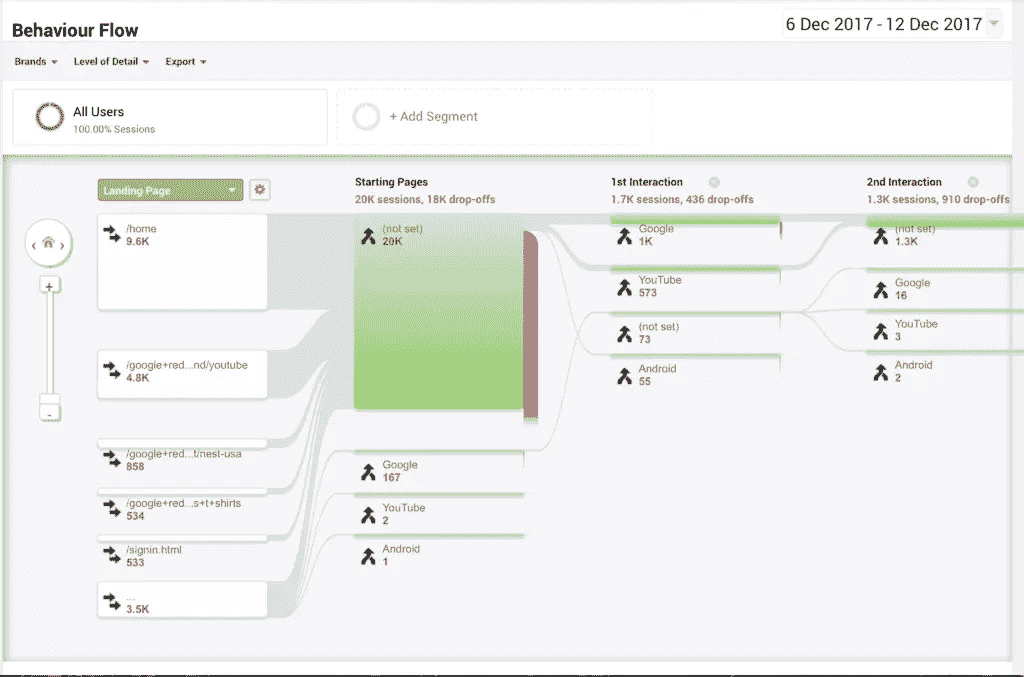 Behaviour Flow
6 Dec 2017 - 12 Dec 2017
Brands
Level of Detail
Export
All Users
100.00% Sessions
+ Add Segment
Landing Page
/home
9.6K
/google+red...nd/youtube
4.8K
/google+red...t/nest-usa
858
/google+red...s+t+shirts
534
/signin.html
533
...
3.5K
Starting Pages
20K sessions, 18K drop-offs
(not set)
20K
Google
167
YouTube
2
Android
1
1st Interaction
1.7K sessions, 436 drop-offs
Google
1K
YouTube
573
(not set)
73
Android
55
2nd Interaction
1.3K sessions, 910 drop-offs
(not set)
1.3K
Google
16
YouTube
3
Android
2
+
-